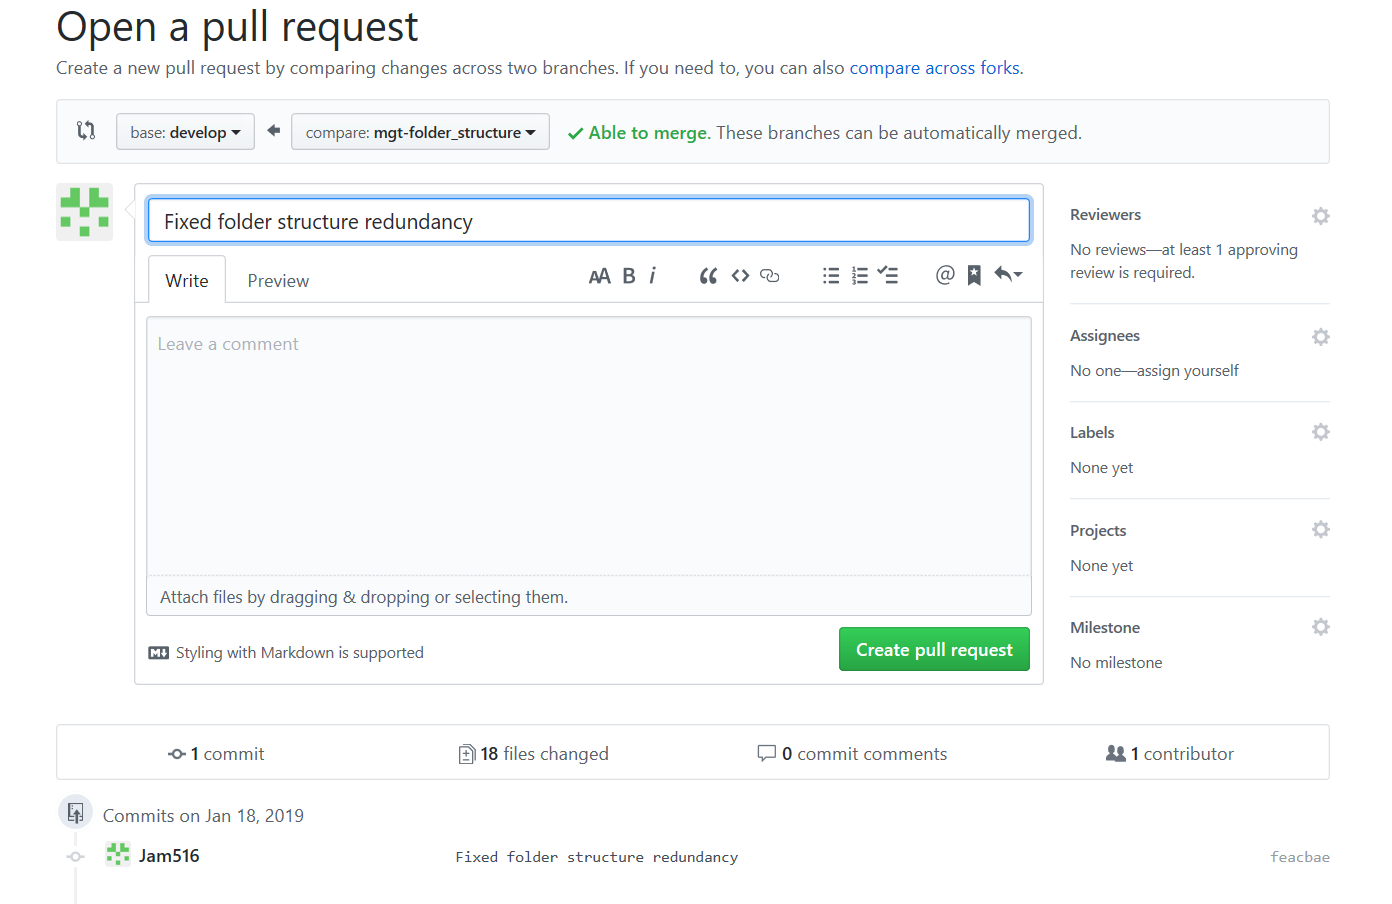 Open a pull request
Create a new pull request by comparing changes across two branches. If you need to, you can also compare across forks.
base: develop
compare: mgt-folder_structure
Able to merge. These branches can be automatically merged.
Fixed folder structure redundancy
Write
Preview
AA B i
@
Leave a comment
Attach files by dragging & dropping or selecting them.
Styling with Markdown is supported
Create pull request
Reviewers
No reviews—at least 1 approving
review is required.
Assignees
No one—assign yourself
Labels
None yet
Projects
None yet
Milestone
No milestone
1 commit
18 files changed
0 commit comments
1 contributor
Commits on Jan 18, 2019
Jam516
Fixed folder structure redundancy
feacbae